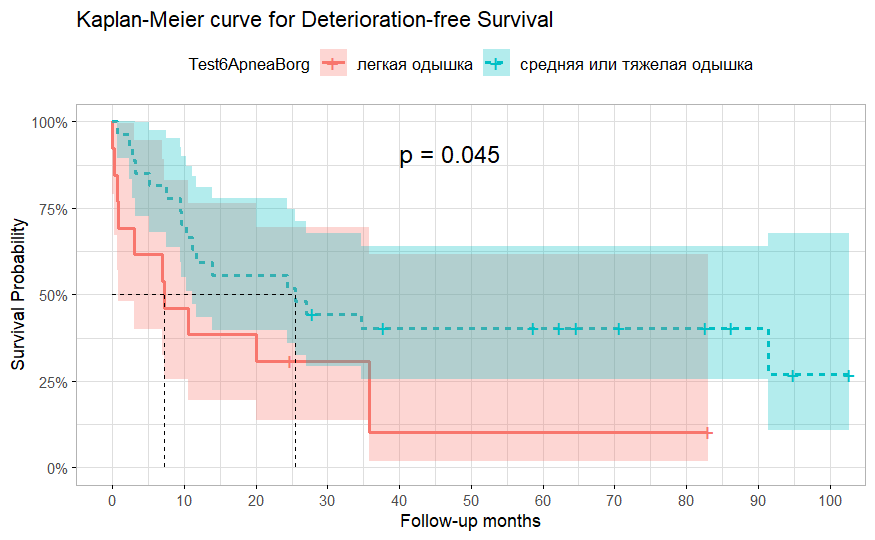 Kaplan-Meier curve for Deterioration-free Survival
Test6ApneaBorg легкая одышка средняя или тяжелая одышка
100%
p = 0.045
75%
50%
25%
0%
Survival Probability
0 10 20 30 40 50 60 70 80 90 100
Follow-up months